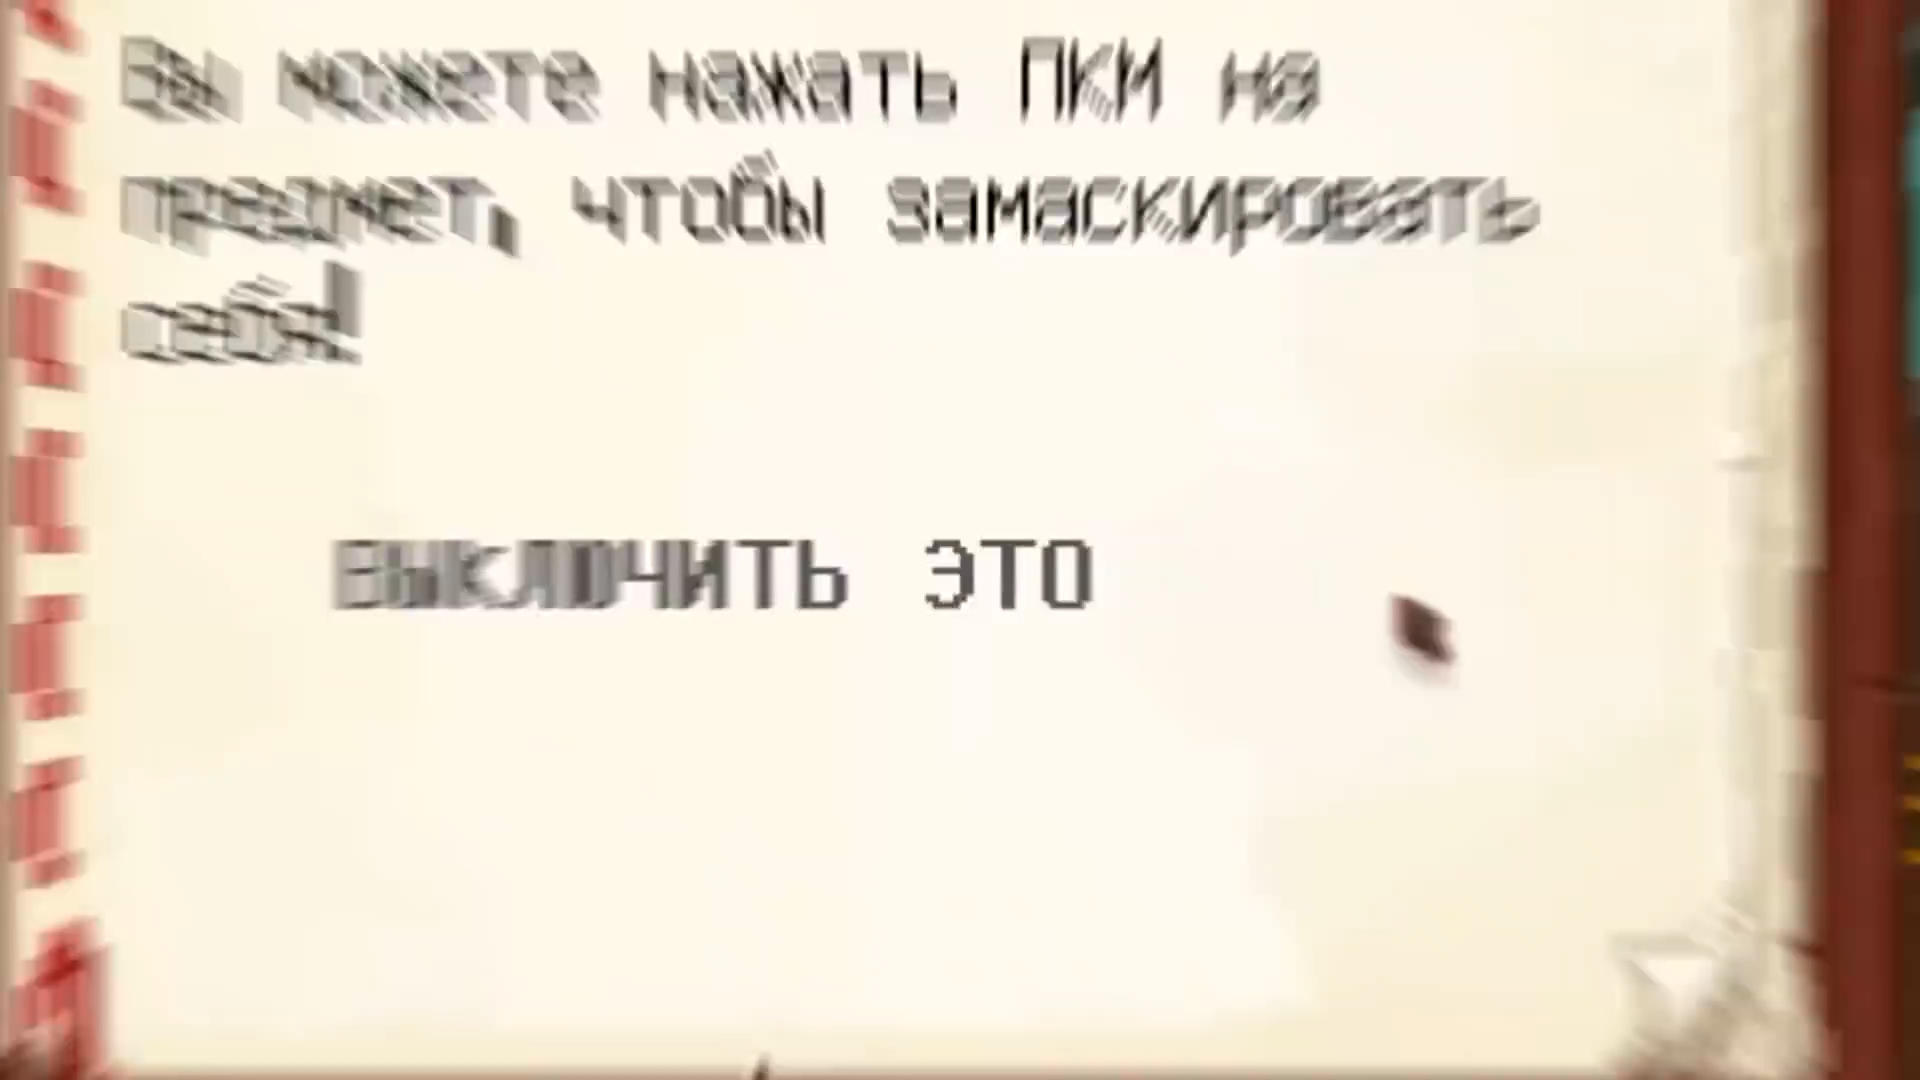 Вы можете нажать ПКМ на
предмет, чтобы замаскировать
себя!
ВЫКЛЮЧИТЬ ЭТО